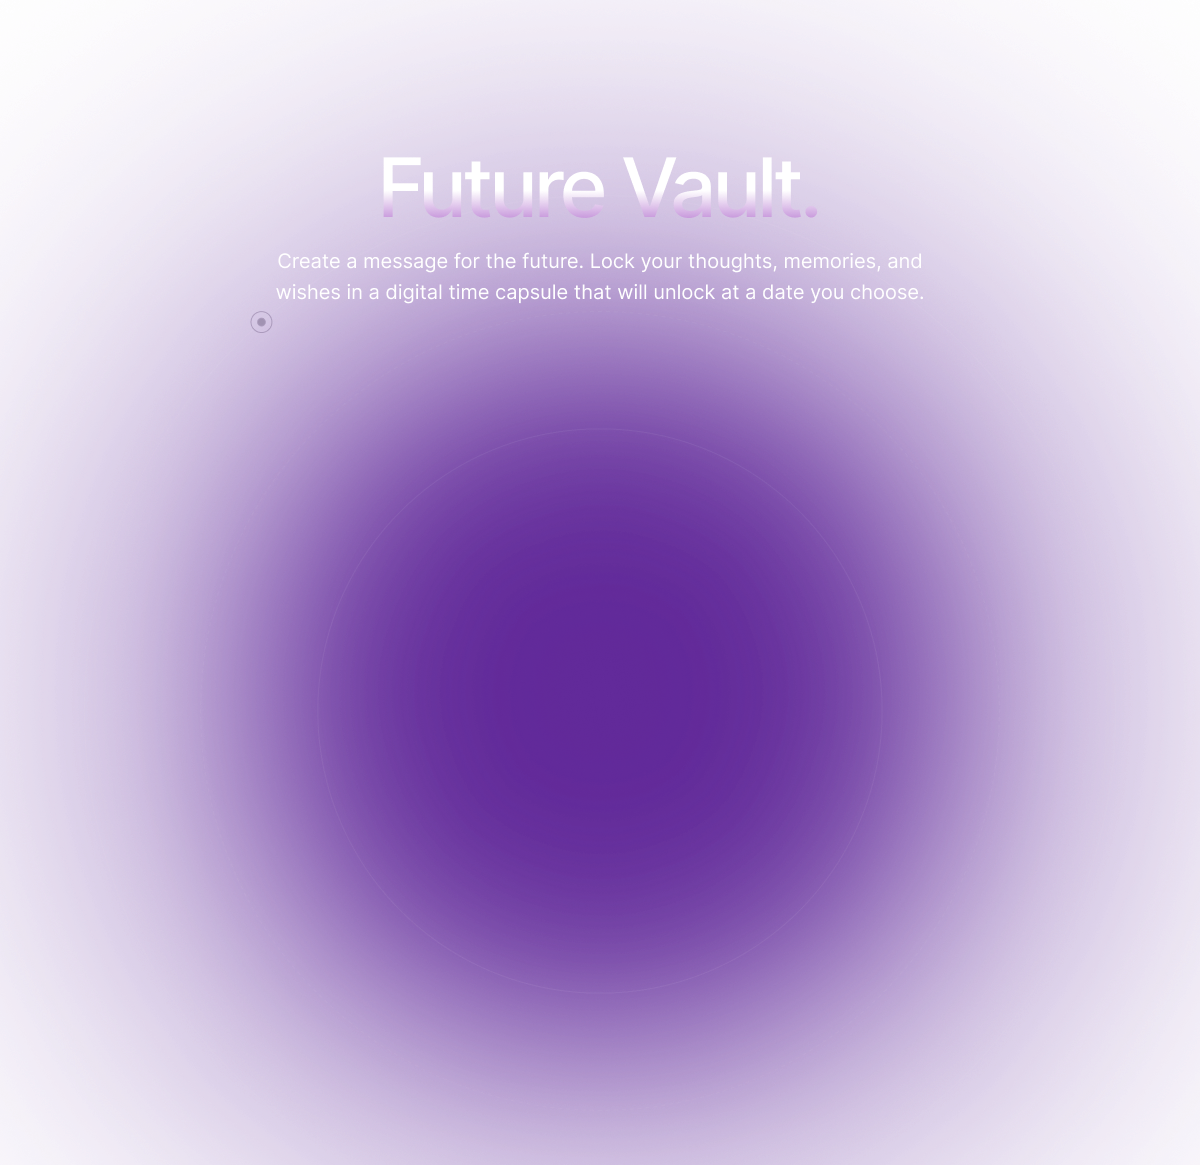 Future Vault.
Create a message for the future. Lock your thoughts, memories, and
wishes in a digital time capsule that will unlock at a date you choose.